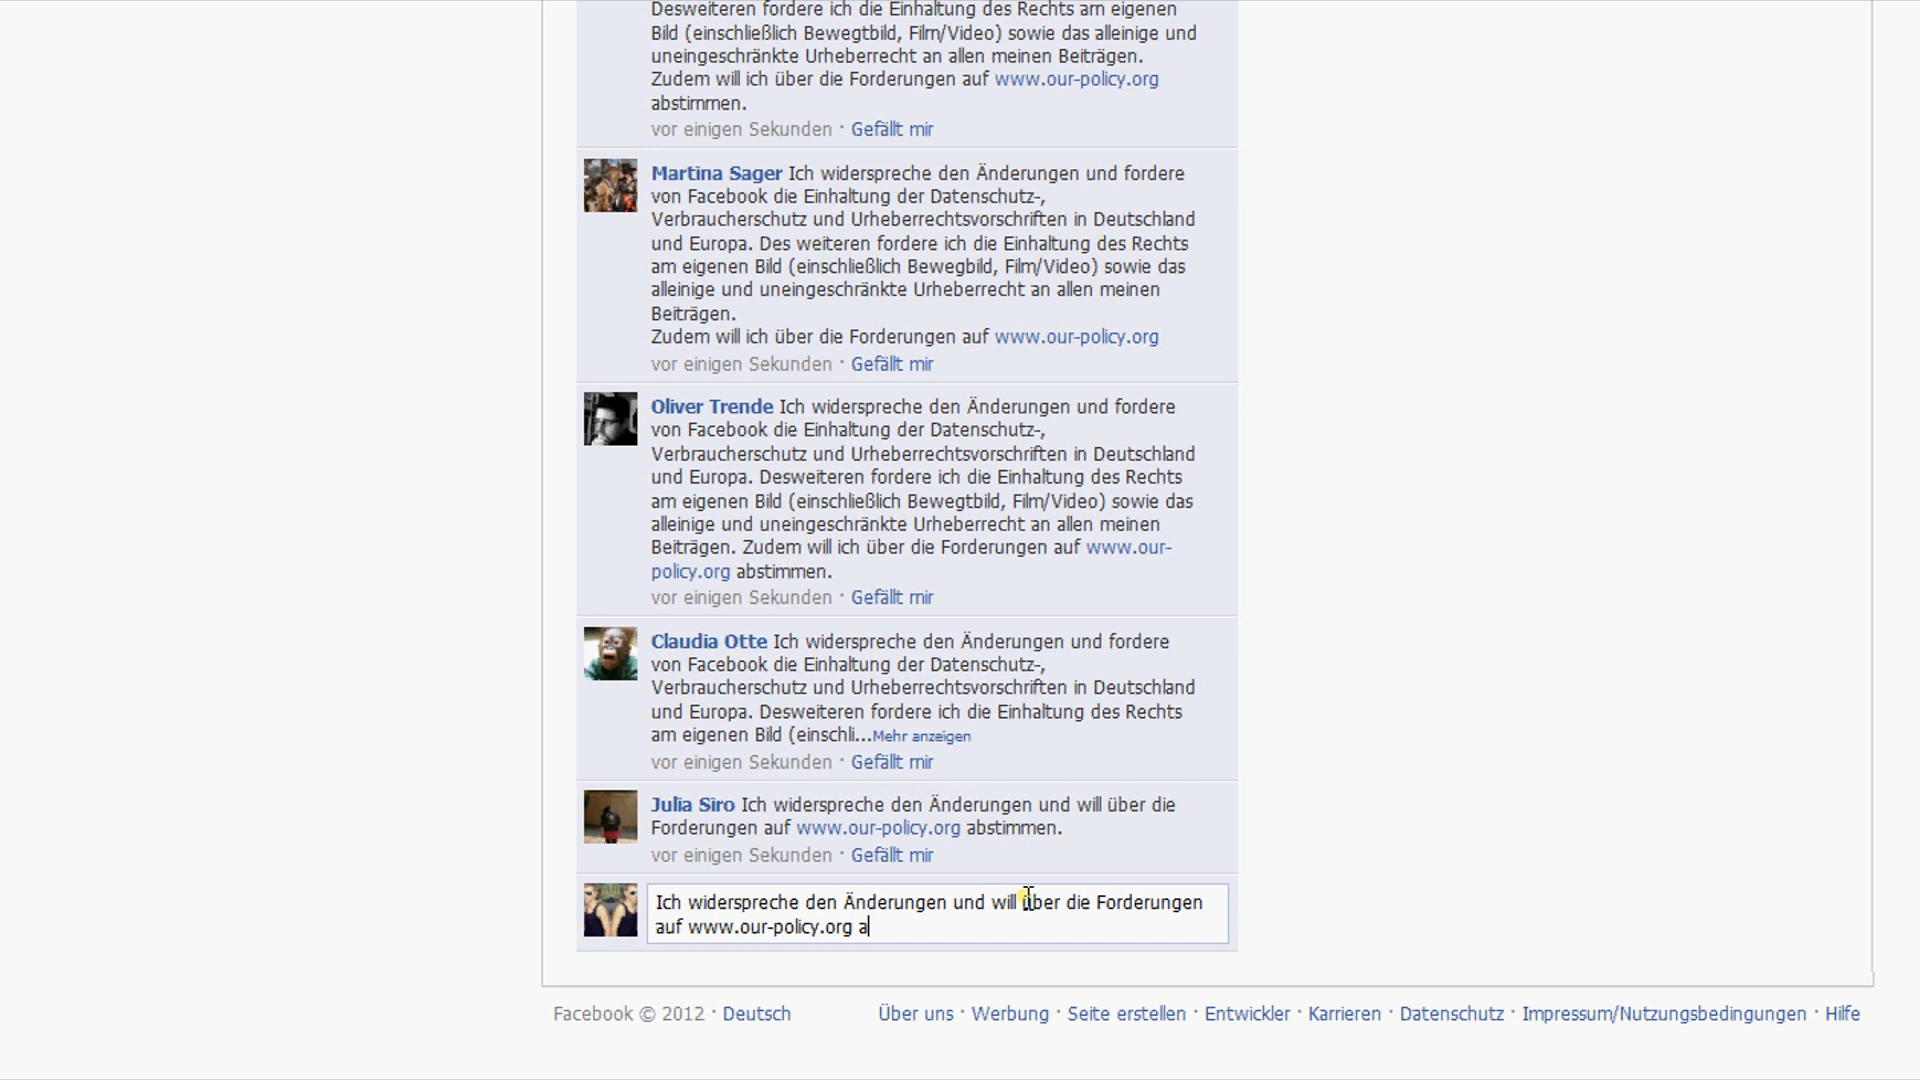 Desweiteren fordere ich die Einhaltung des Rechts am eigenen
Bild (einschließlich Bewegtbild, Film/Video) sowie das alleinige und
uneingeschränkte Urheberrecht an allen meinen Beiträgen.
Zudem will ich über die Forderungen auf www.our-policy.org
abstimmen.
vor einigen Sekunden · Gefällt mir
Martina Sager Ich widerspreche den Änderungen und fordere
von Facebook die Einhaltung der Datenschutz-,
Verbraucherschutz und Urheberrechtsvorschriften in Deutschland
und Europa. Des weiteren fordere ich die Einhaltung des Rechts
am eigenen Bild (einschließlich Bewegbild, Film/Video) sowie das
alleinige und uneingeschränkte Urheberrecht an allen meinen
Beiträgen.
Zudem will ich über die Forderungen auf www.our-policy.org
vor einigen Sekunden · Gefällt mir
Oliver Trende Ich widerspreche den Änderungen und fordere
von Facebook die Einhaltung der Datenschutz-,
Verbraucherschutz und Urheberrechtsvorschriften in Deutschland
und Europa. Desweiteren fordere ich die Einhaltung des Rechts
am eigenen Bild (einschließlich Bewegtbild, Film/Video) sowie das
alleinige und uneingeschränkte Urheberrecht an allen meinen
Beiträgen. Zudem will ich über die Forderungen auf www.our-
policy.org abstimmen.
vor einigen Sekunden · Gefällt mir
Claudia Otte Ich widerspreche den Änderungen und fordere
von Facebook die Einhaltung der Datenschutz-,
Verbraucherschutz und Urheberrechtsvorschriften in Deutschland
und Europa. Desweiteren fordere ich die Einhaltung des Rechts
am eigenen Bild (einschli...Mehr anzeigen
vor einigen Sekunden · Gefällt mir
Julia Siro Ich widerspreche den Änderungen und will über die
Forderungen auf www.our-policy.org abstimmen.
vor einigen Sekunden · Gefällt mir
Ich widerspreche den Änderungen und will über die Forderungen
auf www.our-policy.org a
Facebook © 2012 · Deutsch Über uns · Werbung · Seite erstellen · Entwickler · Karrieren · Datenschutz · Impressum/Nutzungsbedingungen · Hilfe